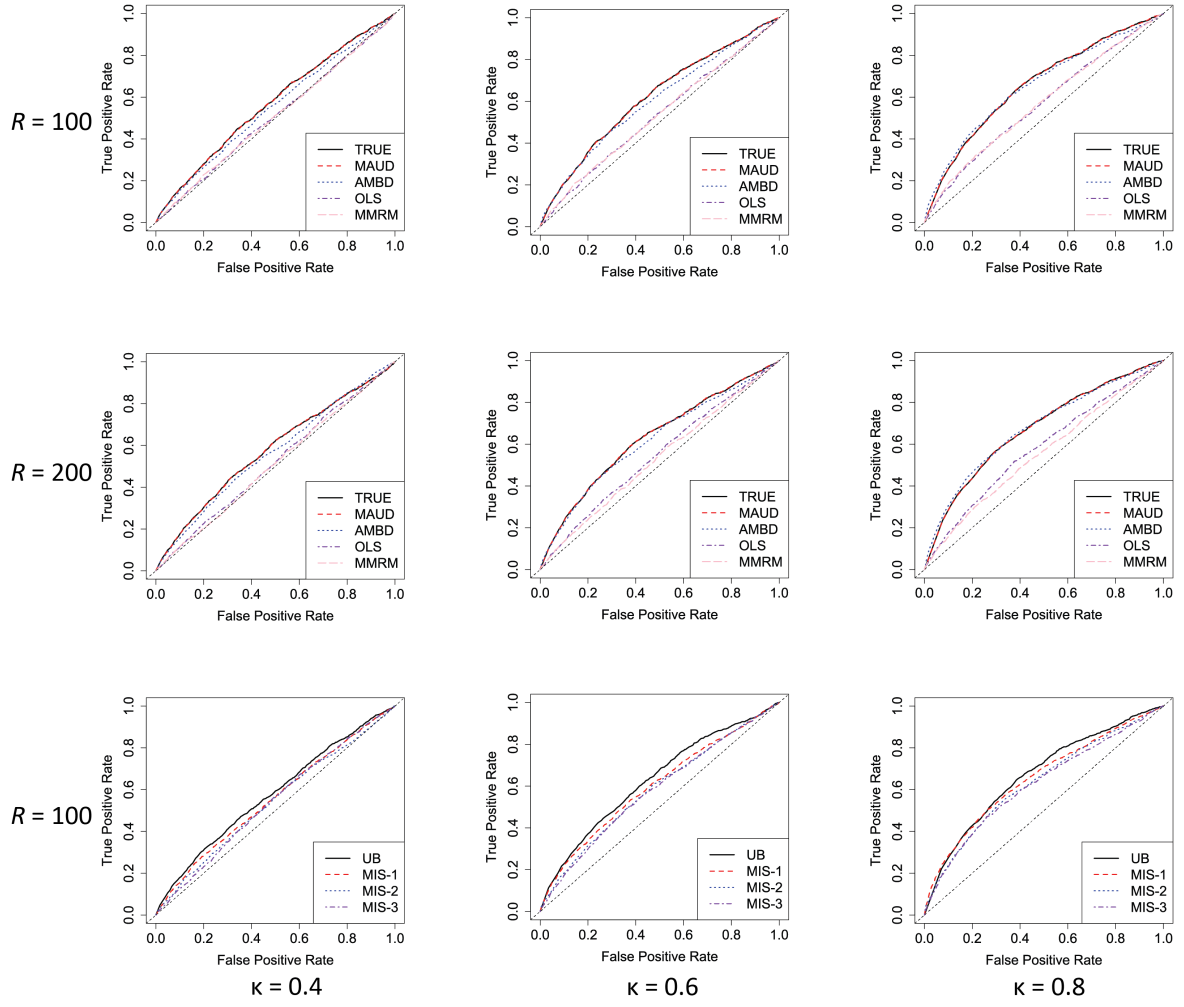 R = 100
True Positive Rate
0.0 0.2 0.4 0.6 0.8 1.0
TRUE
MAUD
AMBD
OLS
MMRM
0.0 0.2 0.4 0.6 0.8 1.0
False Positive Rate
True Positive Rate
0.0 0.2 0.4 0.6 0.8 1.0
TRUE
MAUD
AMBD
OLS
MMRM
0.0 0.2 0.4 0.6 0.8 1.0
False Positive Rate
True Positive Rate
0.0 0.2 0.4 0.6 0.8 1.0
TRUE
MAUD
AMBD
OLS
MMRM
0.0 0.2 0.4 0.6 0.8 1.0
False Positive Rate
R = 200
True Positive Rate
0.0 0.2 0.4 0.6 0.8 1.0
TRUE
MAUD
AMBD
OLS
MMRM
0.0 0.2 0.4 0.6 0.8 1.0
False Positive Rate
True Positive Rate
0.0 0.2 0.4 0.6 0.8 1.0
TRUE
MAUD
AMBD
OLS
MMRM
0.0 0.2 0.4 0.6 0.8 1.0
False Positive Rate
True Positive Rate
0.0 0.2 0.4 0.6 0.8 1.0
TRUE
MAUD
AMBD
OLS
MMRM
0.0 0.2 0.4 0.6 0.8 1.0
False Positive Rate
R = 100
True Positive Rate
0.0 0.2 0.4 0.6 0.8 1.0
UB
MIS-1
MIS-2
MIS-3
0.0 0.2 0.4 0.6 0.8 1.0
False Positive Rate
κ = 0.4
True Positive Rate
0.0 0.2 0.4 0.6 0.8 1.0
UB
MIS-1
MIS-2
MIS-3
0.0 0.2 0.4 0.6 0.8 1.0
False Positive Rate
κ = 0.6
True Positive Rate
0.0 0.2 0.4 0.6 0.8 1.0
UB
MIS-1
MIS-2
MIS-3
0.0 0.2 0.4 0.6 0.8 1.0
False Positive Rate
κ = 0.8